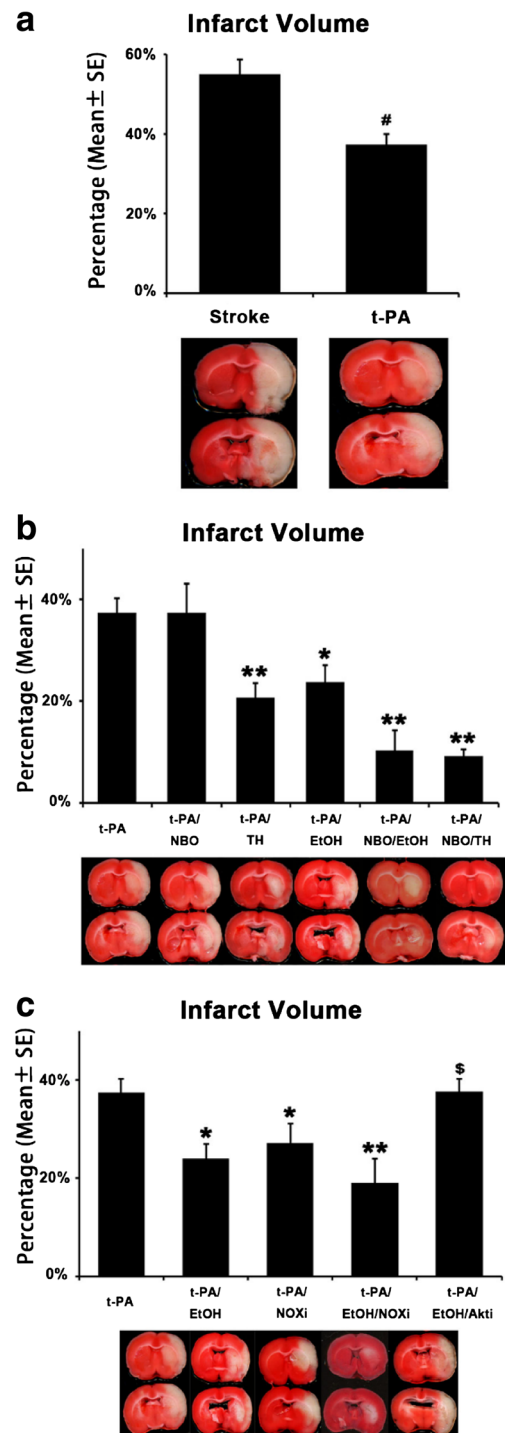 a
Infarct Volume
Percentage (Mean ± SE)
60%
40%
20%
0%
#
Stroke
t-PA
b
Infarct Volume
Percentage (Mean ± SE)
40%
20%
0%
**
*
**
**
t-PA
t-PA/
NBO
t-PA/
TH
t-PA/
EtOH
t-PA/
NBO/EtOH
t-PA/
NBO/TH
c
Infarct Volume
Percentage (Mean ± SE)
40%
20%
0%
*
*
**
$
t-PA
t-PA/
EtOH
t-PA/
NOXi
t-PA/
EtOH/NOXi
t-PA/
EtOH/Akti